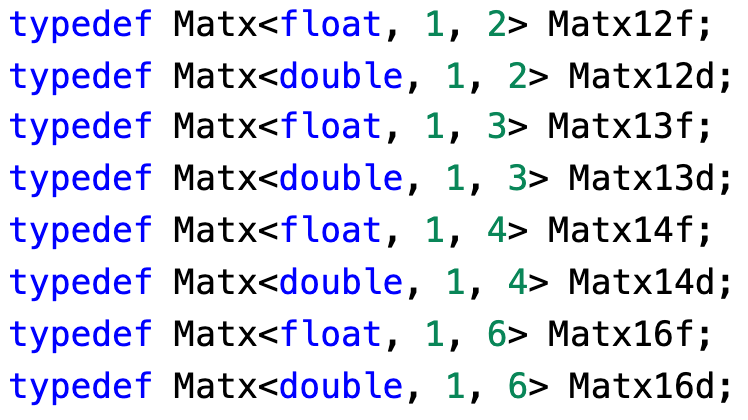 typedef Matx<float, 1, 2> Matx12f;
typedef Matx<double, 1, 2> Matx12d;
typedef Matx<float, 1, 3> Matx13f;
typedef Matx<double, 1, 3> Matx13d;
typedef Matx<float, 1, 4> Matx14f;
typedef Matx<double, 1, 4> Matx14d;
typedef Matx<float, 1, 6> Matx16f;
typedef Matx<double, 1, 6> Matx16d;